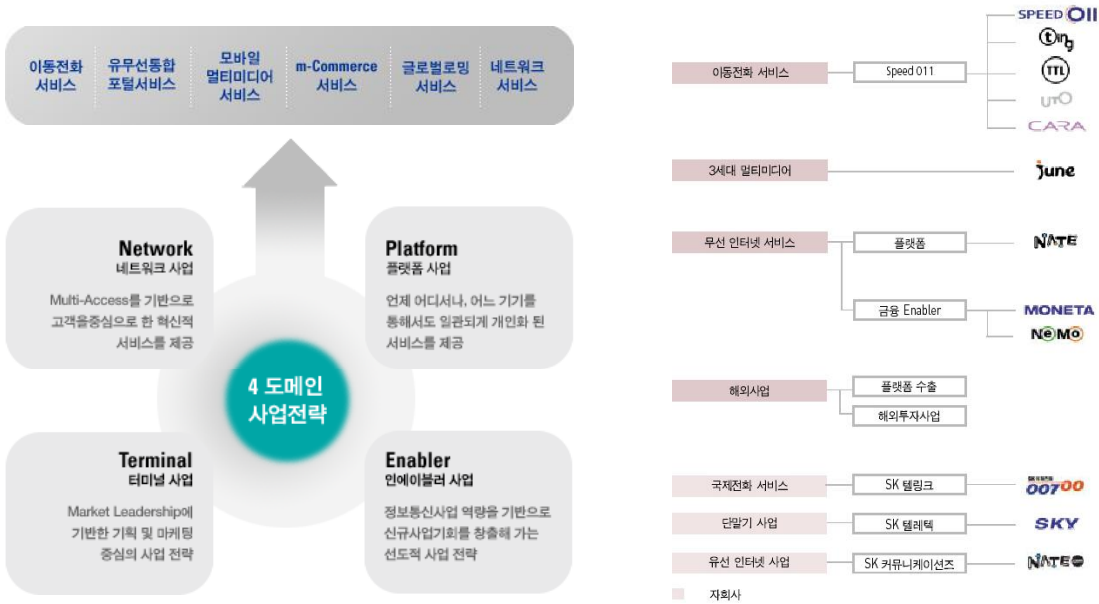 이동전화
서비스
유무선통합
포털서비스
모바일
멀티미디어
서비스
m-Commerce
서비스
글로벌로밍
서비스
네트워크
서비스
Network
네트워크 사업
Multi-Access를 기반으로
고객을중심으로 한 혁신적
서비스를 제공
Platform
플랫폼 사업
언제 어디서나, 어느 기기를
통해서도 일관되게 개인화 된
서비스를 제공
4 도메인
사업전략
Terminal
터미널 사업
Market Leadership에
기반한 기획 및 마케팅
중심의 사업 전략
Enabler
인에이블러 사업
정보통신사업 역량을 기반으로
신규사업기회를 창출해 가는
선도적 사업 전략
이동전화 서비스
Speed 011
SPEED 011
ting
TTL
UTO
CARA
3세대 멀티미디어
june
무선 인터넷 서비스
플랫폼
NATE
금융 Enabler
MONETA
NeMo
해외사업
플랫폼 수출
해외투자사업
국제전화 서비스
SK 텔링크
00700
단말기 사업
SK 텔레텍
SKY
유선 인터넷 사업
SK 커뮤니케이션즈
NATE
자회사